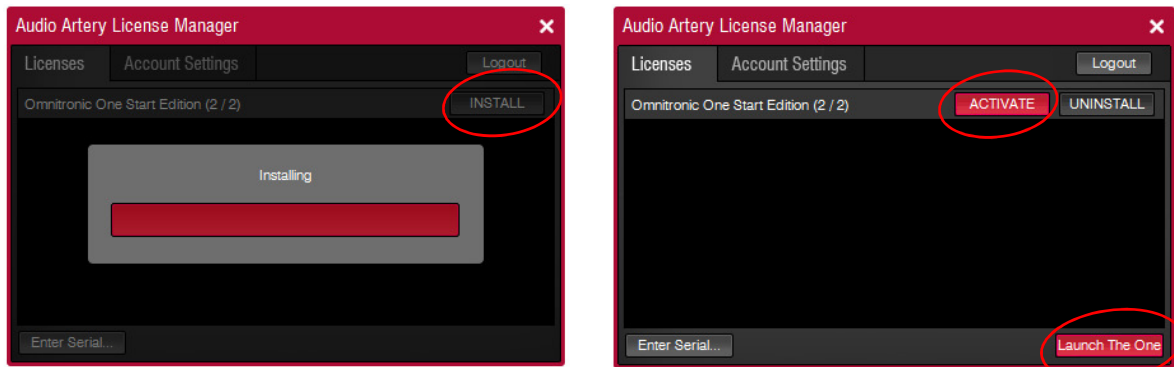 Audio Artery License Manager
Licenses Account Settings Logout
Omnitronic One Start Edition (2 / 2) INSTALL
Installing
Enter Serial...
Audio Artery License Manager
Licenses Account Settings Logout
Omnitronic One Start Edition (2 / 2) ACTIVATE UNINSTALL
Enter Serial... Launch The One